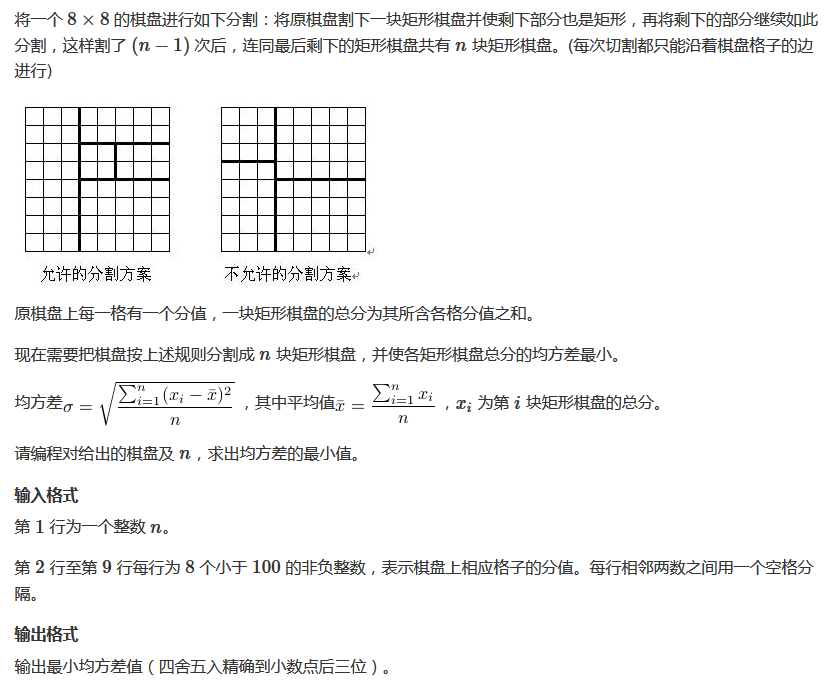 将一个 8 × 8 的棋盘进行如下分割：将原棋盘割下一块矩形棋盘并使剩下部分也是矩形，再将剩下的部分继续如此
分割，这样割了 (n − 1) 次后，连同最后剩下的矩形棋盘共有 n 块矩形棋盘。(每次切割都只能沿着棋盘格子的边
进行)
允许的分割方案 不允许的分割方案
原棋盘上每一格有一个分值，一块矩形棋盘的总分为其所含各格分值之和。
现在需要把棋盘按上述规则分割成 n 块矩形棋盘，并使各矩形棋盘总分的均方差最小。
均方差 σ = √(∑_{i=1}^{n} (x_i − x̄)² / n) ，其中平均值 x̄ = ∑_{i=1}^{n} x_i / n ，x_i 为第 i 块矩形棋盘的总分。
请编程对给出的棋盘及 n，求出均方差的最小值。
输入格式
第 1 行为一个整数 n。
第 2 行至第 9 行每行为 8 个小于 100 的非负整数，表示棋盘上相应格子的分值。每行相邻两数之间用一个空格分
隔。
输出格式
输出最小均方差值（四舍五入精确到小数点后三位）。